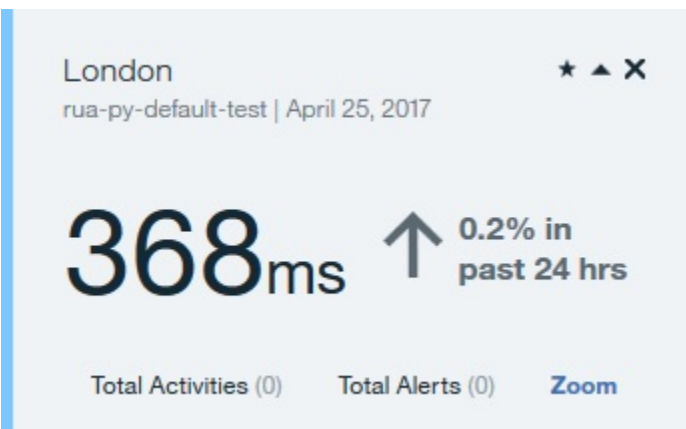 London
rua-py-default-test | April 25, 2017
368ms
0.2% in
past 24 hrs
Total Activities (0) Total Alerts (0) Zoom